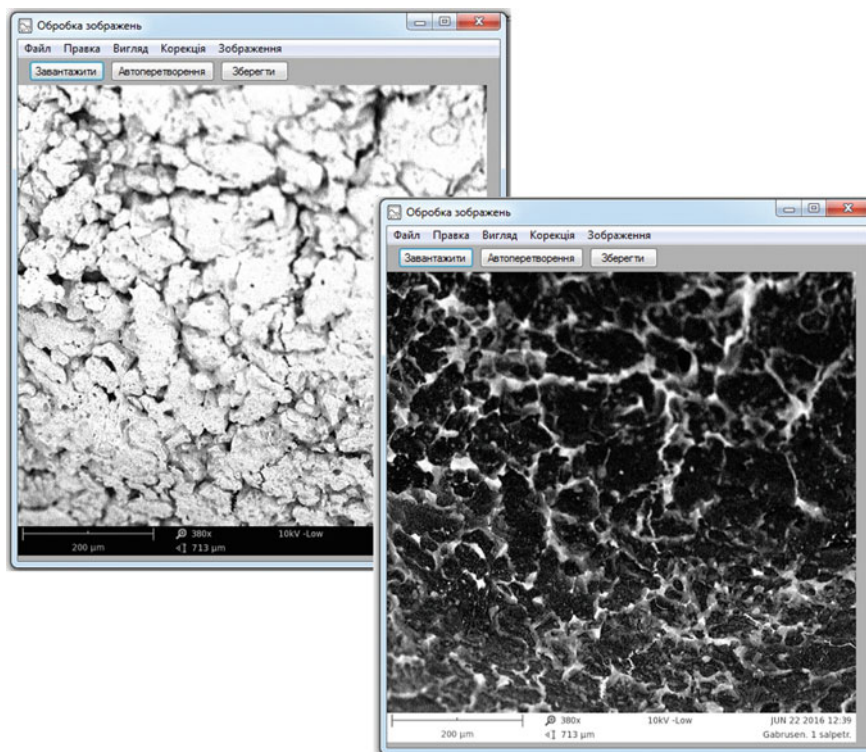 Обробка зображень
Файл Правка Вигляд Корекція Зображення
Завантажити Автоперетворення Зберегти
200 µm
380x
713 µm
10kV -Low
Обробка зображень
Файл Правка Вигляд Корекція Зображення
Завантажити Автоперетворення Зберегти
200 µm
380x
713 µm
10kV -Low
JUN 22 2016 12:39
Gabrusen. 1 salpetr.